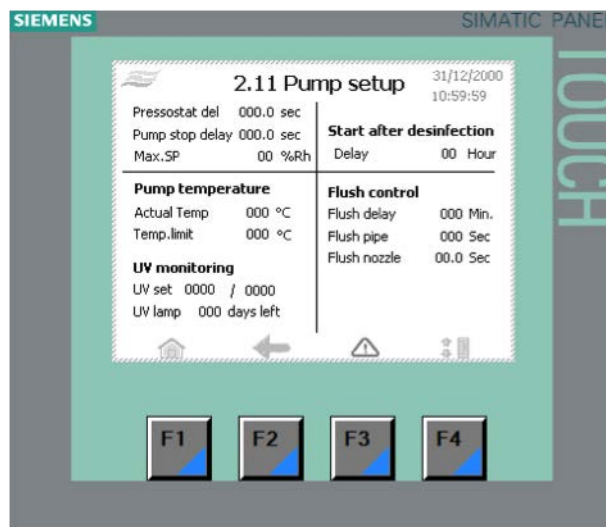 SIEMENS
SIMATIC PANEL
TOUCH
2.11 Pump setup
31/12/2000
10:59:59
Pressostat del 000.0 sec
Pump stop delay 000.0 sec
Max.SP 00 %Rh
Start after desinfection
Delay 00 Hour
Pump temperature
Actual Temp 000 °C
Temp.limit 000 °C
UV monitoring
UV set 0000 / 0000
UV lamp 000 days left
Flush control
Flush delay 000 Min.
Flush pipe 000 Sec
Flush nozzle 00.0 Sec
F1 F2 F3 F4